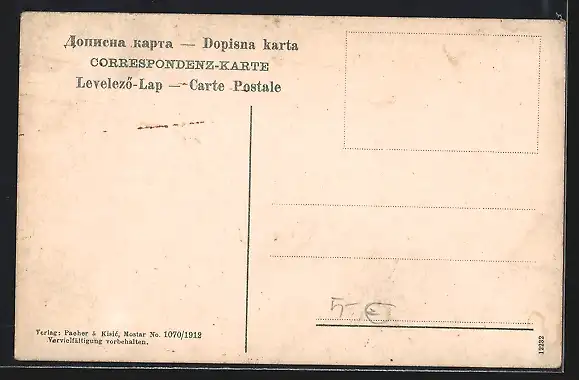 Дописна карта — Dopisna karta
CORRESPONDENZ-KARTE
Levelező-Lap — Carte Postale
5.- €
Verlag: Pacher & Kisić, Mostar No. 1070/1912
Vervielfältigung vorbehalten.
12232